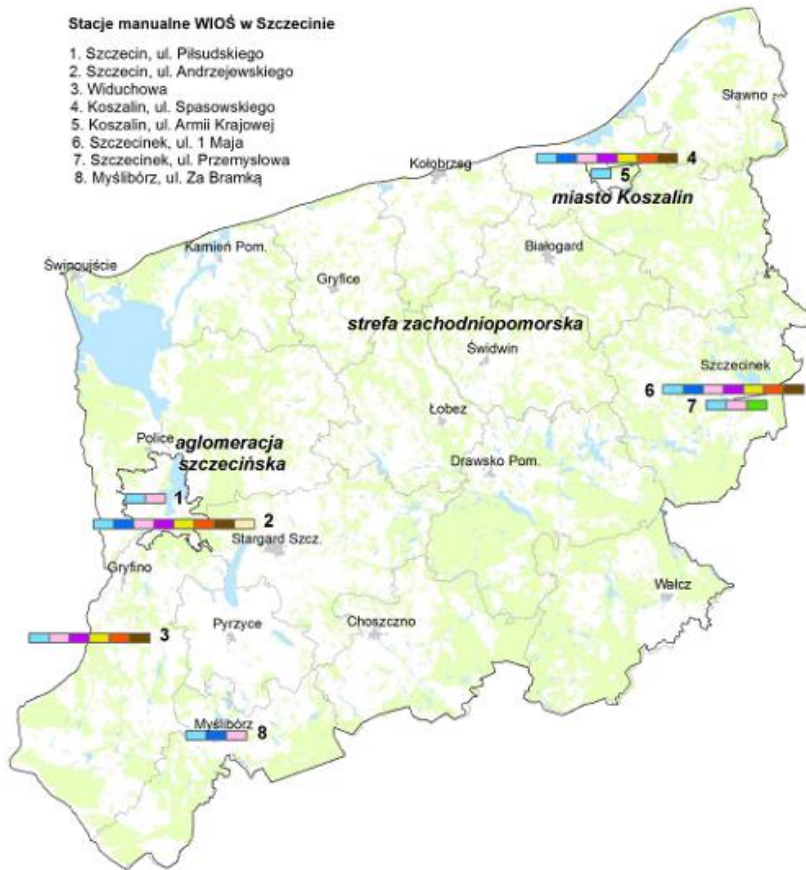 Stacje manualne WIOŚ w Szczecinie
1. Szczecin, ul. Piłsudskiego
2. Szczecin, ul. Andrzejewskiego
3. Widuchowa
4. Koszalin, ul. Spasowskiego
5. Koszalin, ul. Armii Krajowej
6. Szczecinek, ul. 1 Maja
7. Szczecinek, ul. Przemysłowa
8. Myślibórz, ul. Za Bramką
Sławno
4
Kołobrzeg
5
miasto Koszalin
Kamień Pom.
Białogard
Świnoujście
Gryfice
strefa zachodniopomorska
Świdwin
Szczecinek
6
7
Łobez
Police
aglomeracja
szczecińska
Drawsko Pom.
1
2
Stargard Szcz.
Gryfino
Wałcz
Pyrzyce
Choszczno
3
Myślibórz
8